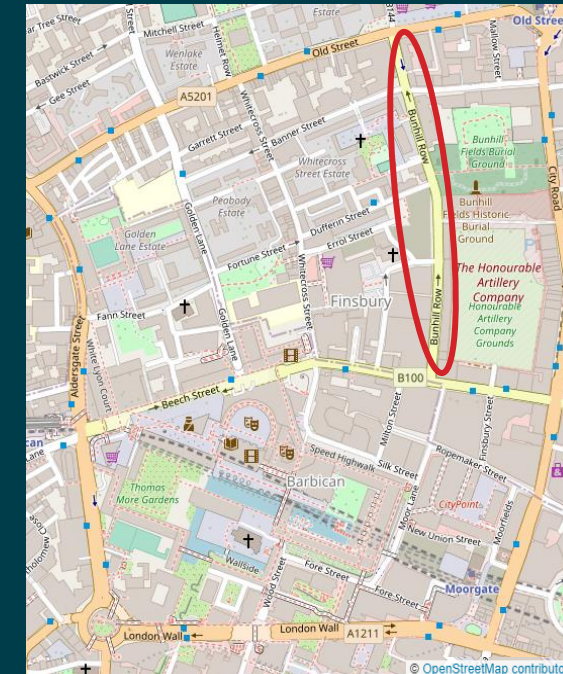 Estate
B144
Old Stree
Mitchell Street
Mallow Street
Helmet Row
Old Street
Wenlake
Estate
Bastwick Street
Gee Street
A5201
Whitecross Street
Banner Street
Garrett Street
Bunhill Row
Bunhill
Fields Burial
Ground
City Road
Whitecross
Street Estate
Peabody
Estate
Bunhill
Fields Historic
Burial
Ground
Golden Lane
Dufferin Street
Golden
Lane Estate
Errol Street
Fortune Street
Whitecross Street
The Honourable
Artillery
Company
Honourable
Artillery
Company
Grounds
Finsbury
Fann Street
Golden Lane
Bunhill Row
Aldersgate Street
White Lyon Court
B100
Beech Street
Milton Street
Finsbury Street
Speed Highwalk
Silk Street
Ropemaker Street
Barbican
Thomas
More Gardens
Moor Lane
CityPoint
Moorfields
New Union Street
Wallside
Fore Street
Wood Street
Moorgate
Fore Street
London Wall
London Wall
A1211
© OpenStreetMap contributo